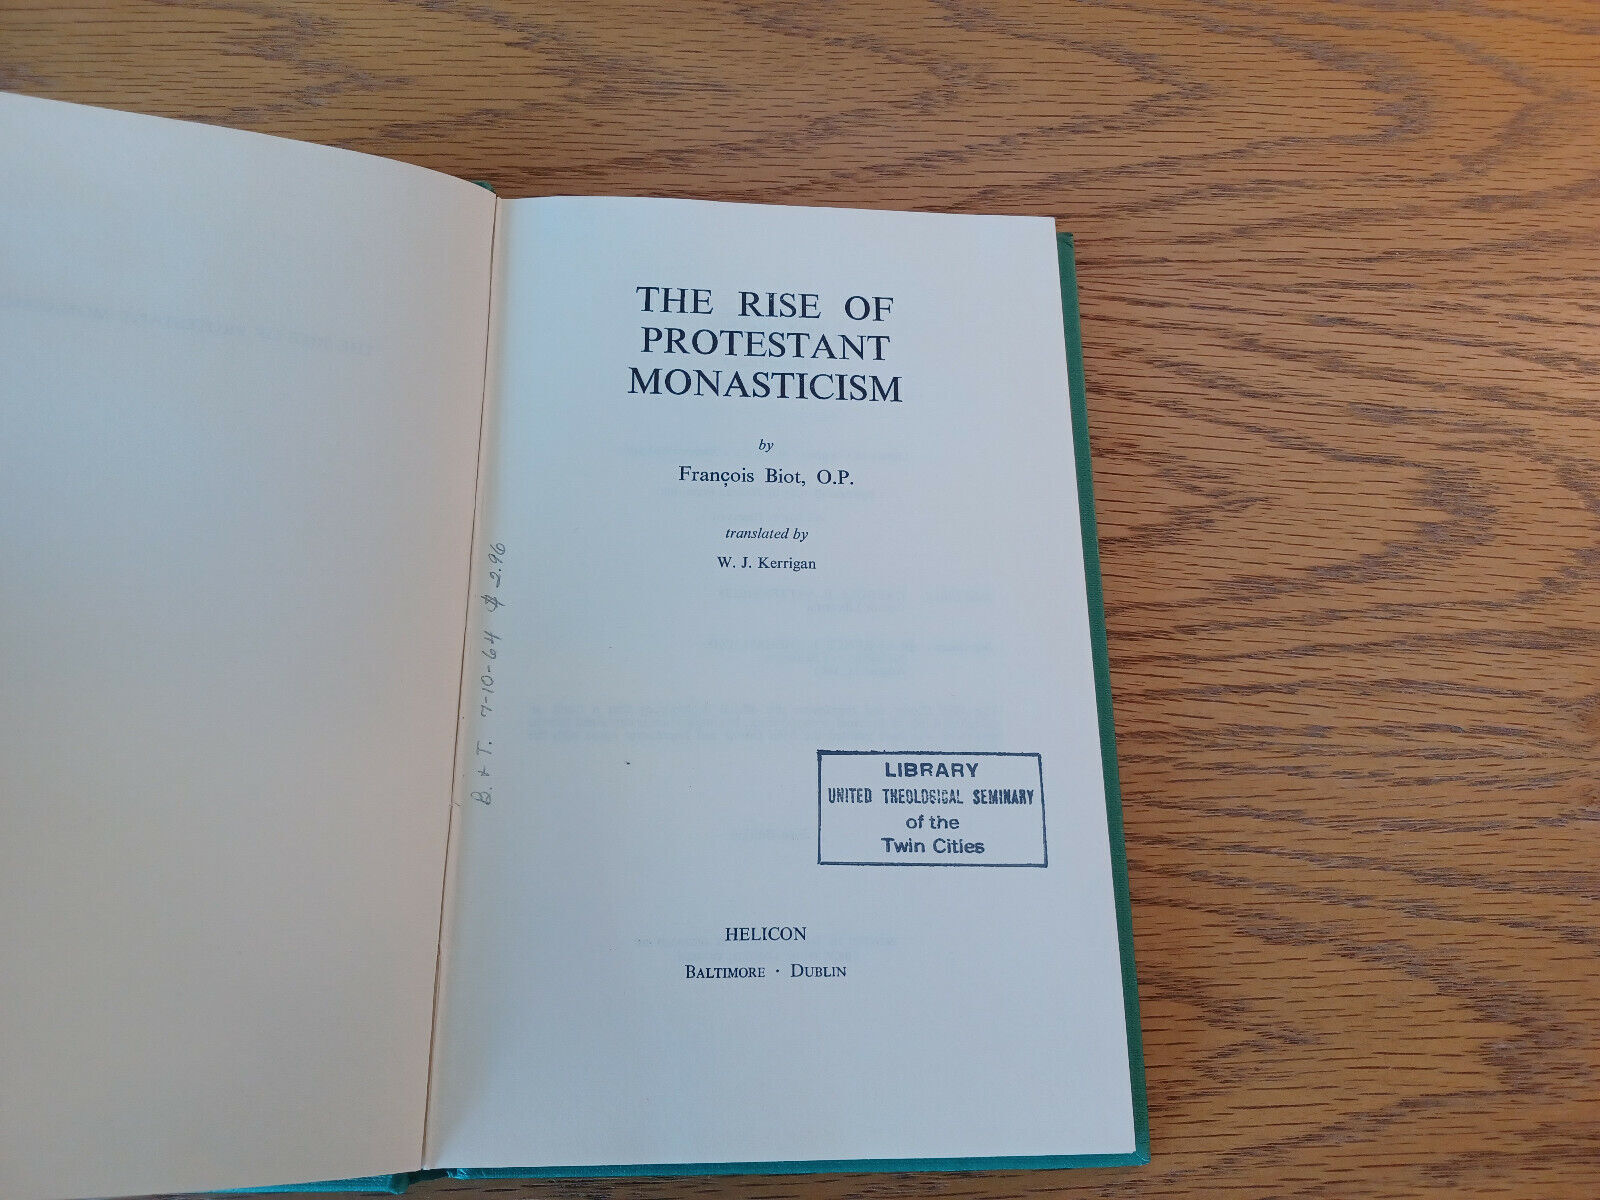 THE RISE OF
PROTESTANT
MONASTICISM
by
François Biot, O.P.
translated by
W. J. Kerrigan
B. + T. 7-10-64 $2.96
LIBRARY
UNITED THEOLOGICAL SEMINARY
of the
Twin Cities
HELICON
BALTIMORE · DUBLIN